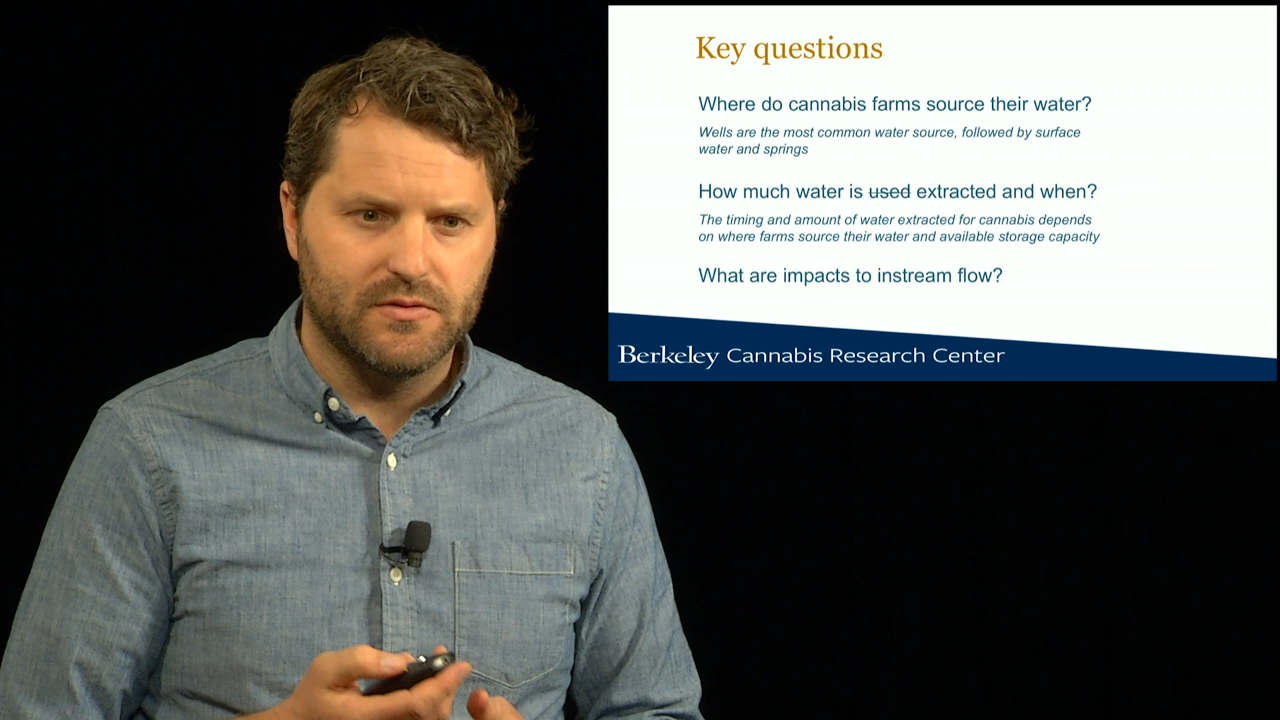 Key questions
Where do cannabis farms source their water?
Wells are the most common water source, followed by surface
water and springs
How much water is used extracted and when?
The timing and amount of water extracted for cannabis depends
on where farms source their water and available storage capacity
What are impacts to instream flow?
Berkeley Cannabis Research Center